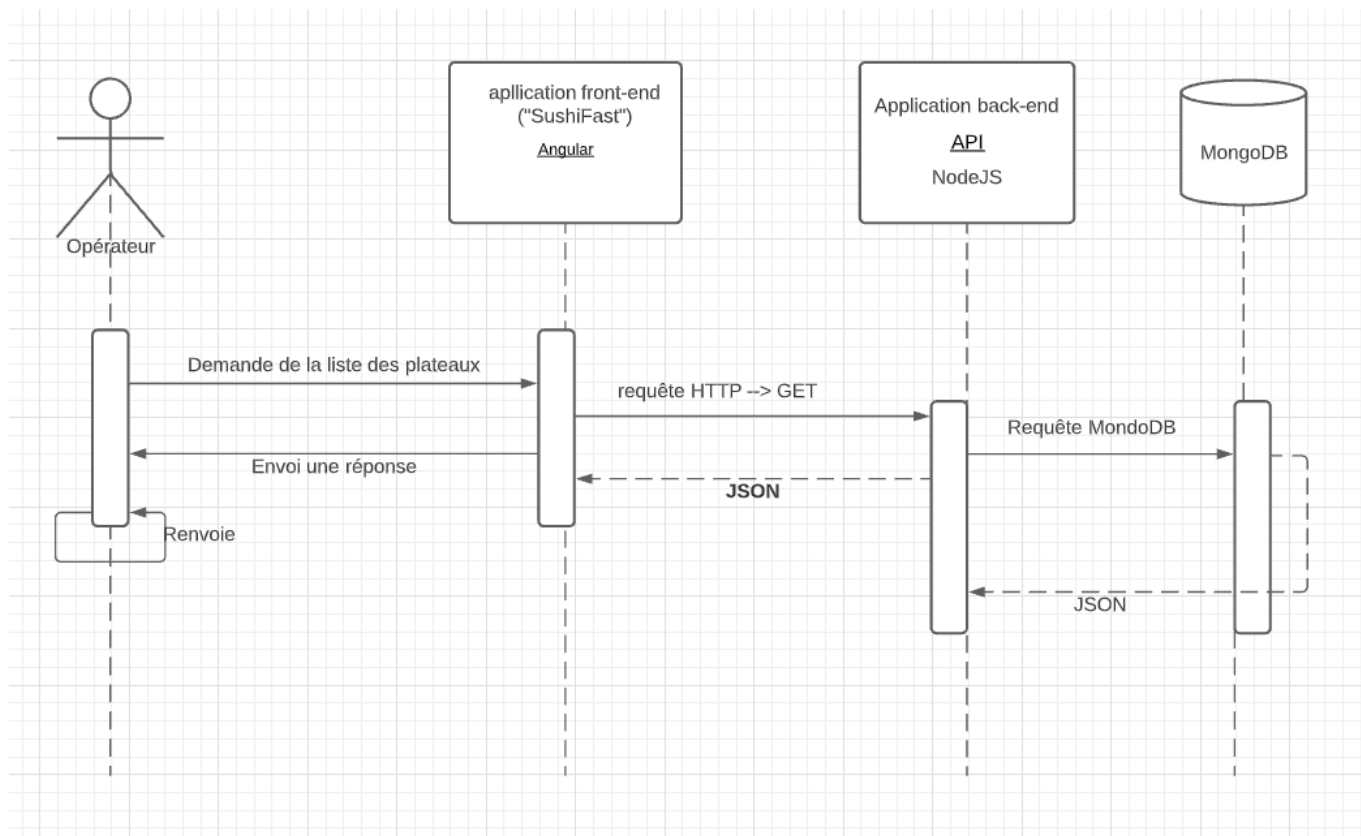 apllication front-end
("SushiFast")
Angular
Application back-end
API
NodeJS
MongoDB
Opérateur
Demande de la liste des plateaux
requête HTTP --> GET
Requête MondoDB
Envoi une réponse
JSON
Renvoie
JSON